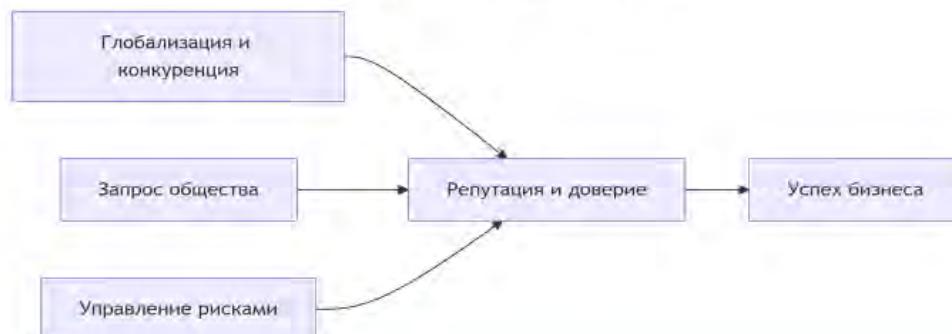 Глобализация и
конкуренция
Запрос общества
Репутация и доверие
Успех бизнеса
Управление рисками